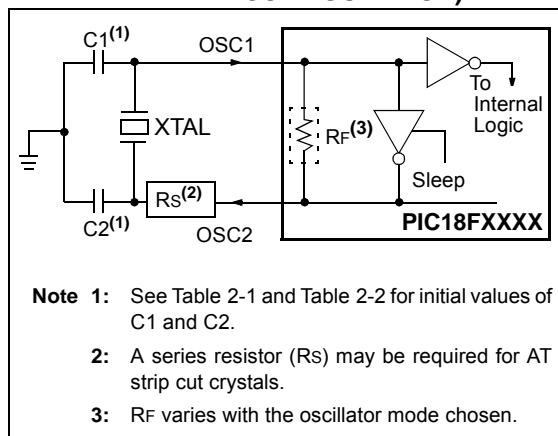 C1(1)
OSC1
To
Internal
Logic
XTAL
RF(3)
Sleep
C2(1)
RS(2)
OSC2
PIC18FXXXX
Note 1: See Table 2-1 and Table 2-2 for initial values of
C1 and C2.
2: A series resistor (RS) may be required for AT
strip cut crystals.
3: RF varies with the oscillator mode chosen.